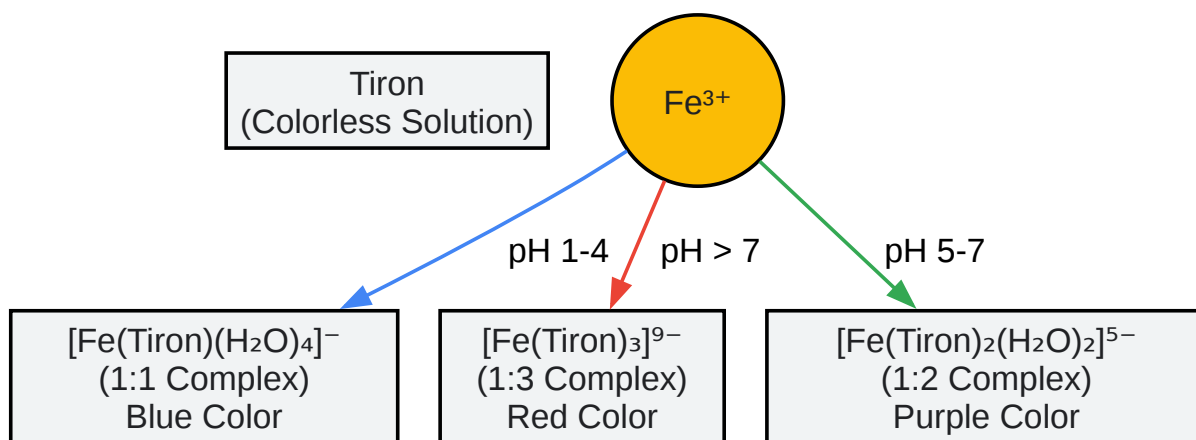 Tiron
(Colorless Solution)
Fe³⁺
pH 1-4
pH > 7
pH 5-7
[Fe(Tiron)(H₂O)₄]⁻
(1:1 Complex)
Blue Color
[Fe(Tiron)₃]⁹⁻
(1:3 Complex)
Red Color
[Fe(Tiron)₂(H₂O)₂]⁵⁻
(1:2 Complex)
Purple Color